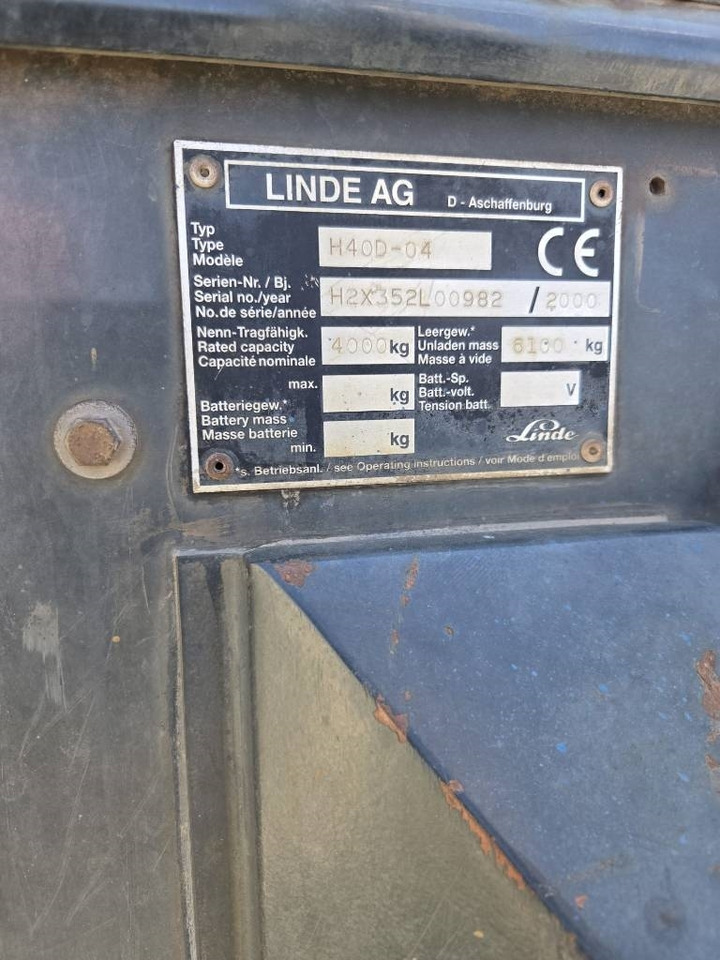 LINDE AG D - Aschaffenburg
CE
Typ
Type
Modèle
H40D-04
Serien-Nr. / Bj.
Serial no./year
No.de série/année
H2X352L00982 / 2000
Nenn-Tragfähigk.
Rated capacity
Capacité nominale
4000 kg
Leergew.*
Unladen mass
Masse à vide
6100 kg
max. kg
Batteriegew.*
Battery mass
Masse batterie
min. kg
Batt.-Sp.
Batt.-volt.
Tension batt.
V
Linde
*s. Betriebsanl. / see Operating instructions / voir Mode d'emploi